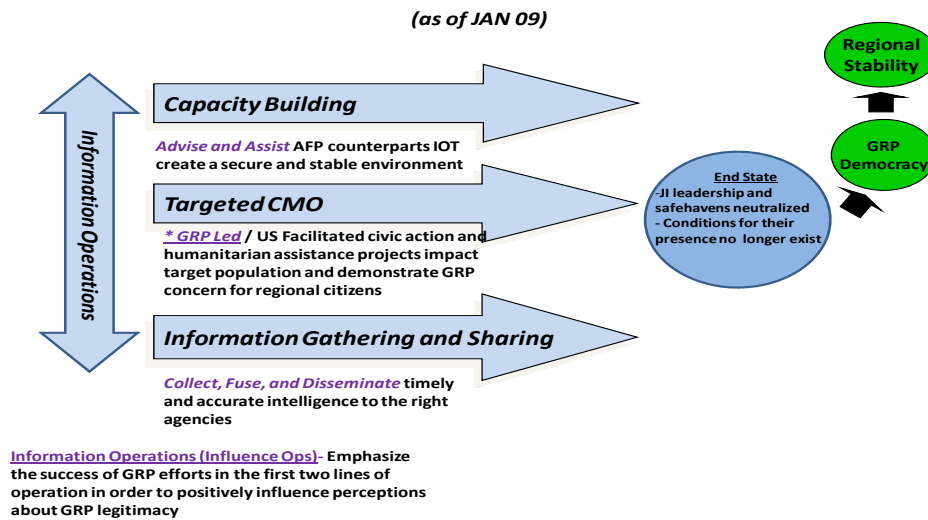 (as of JAN 09)
Regional
Stability
Information Operations
Capacity Building
Advise and Assist AFP counterparts IOT
create a secure and stable environment
GRP
Democracy
Targeted CMO
End State
-JI leadership and
safehavens neutralized
- Conditions for their
presence no longer exist
* GRP Led / US Facilitated civic action and
humanitarian assistance projects impact
target population and demonstrate GRP
concern for regional citizens
Information Gathering and Sharing
Collect, Fuse, and Disseminate timely
and accurate intelligence to the right
agencies
Information Operations (Influence Ops)- Emphasize
the success of GRP efforts in the first two lines of
operation in order to positively influence perceptions
about GRP legitimacy